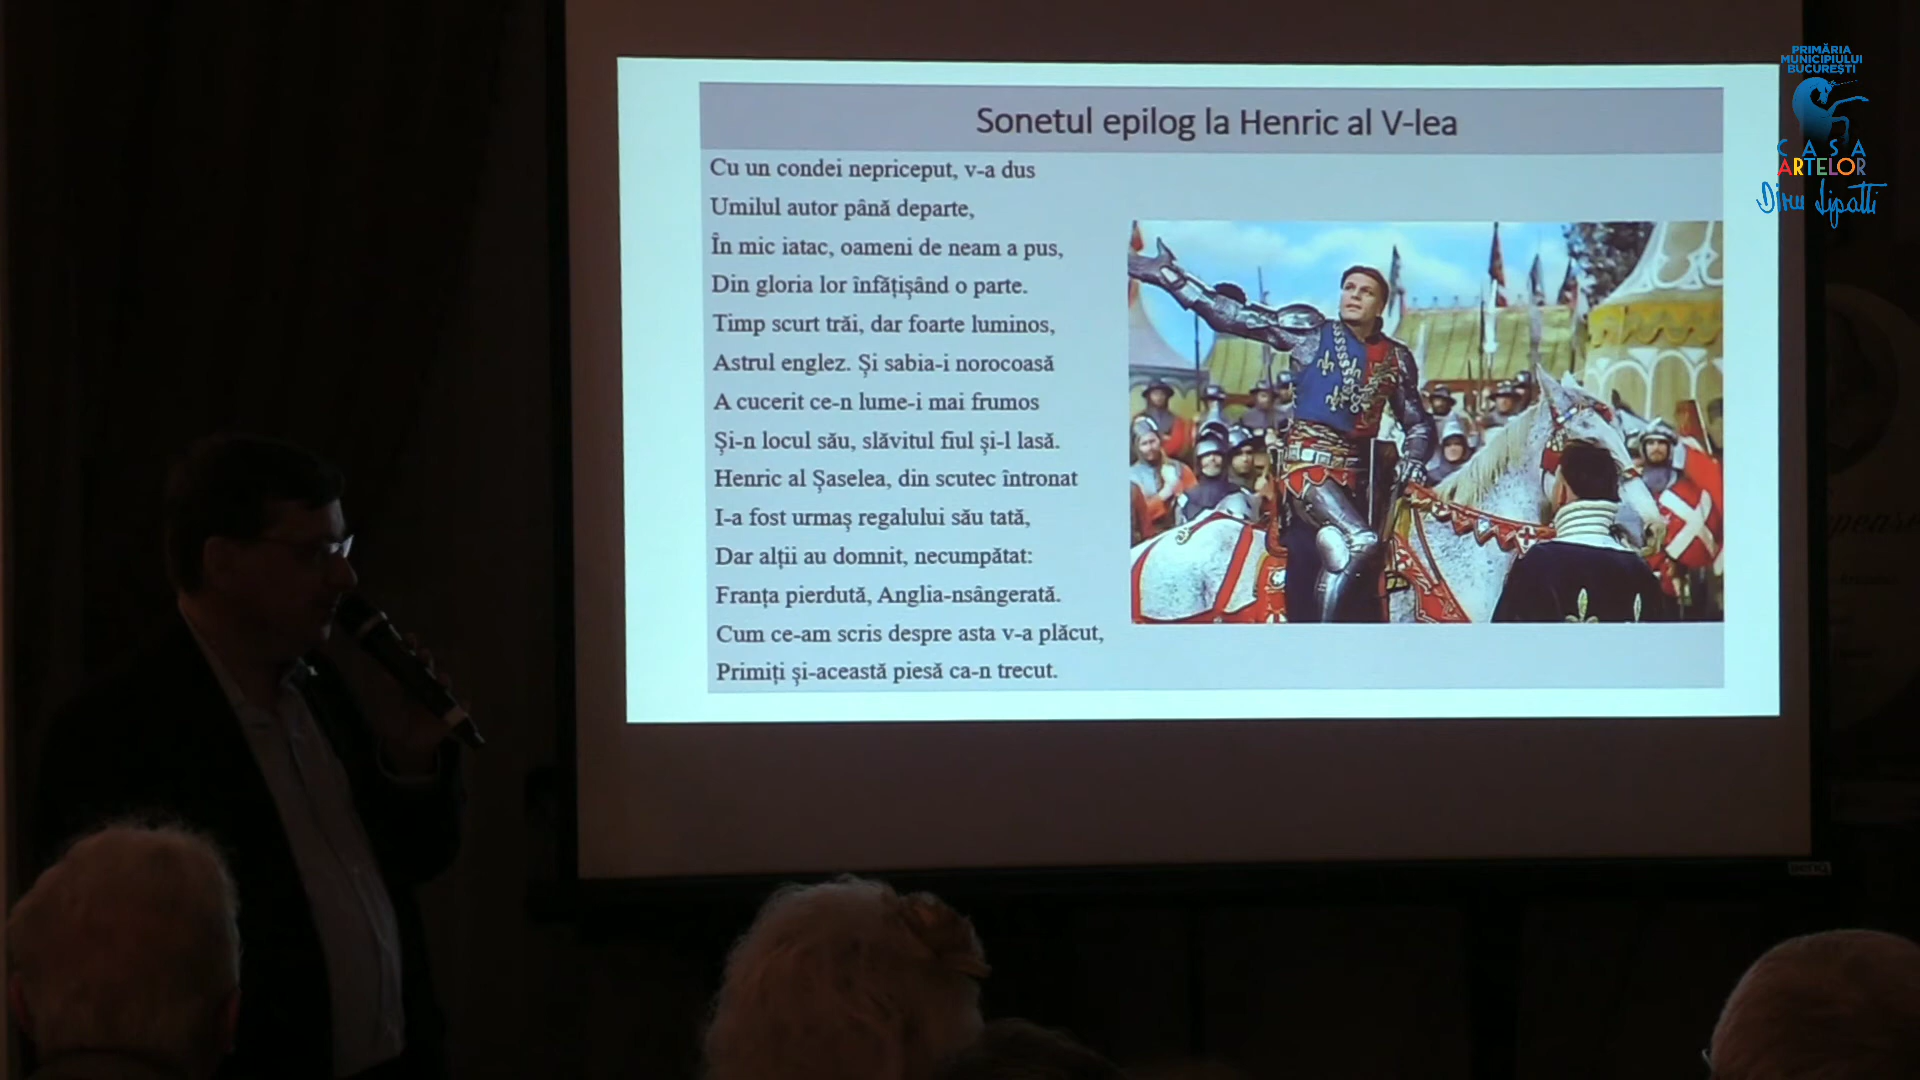 Sonetul epilog la Henric al V-lea
Cu un condei nepriceput, v-a dus
Umilul autor până departe,
În mic iatac, oameni de neam a pus,
Din gloria lor înfățișând o parte.
Timp scurt trăi, dar foarte luminos,
Astrul englez. Și sabia-i norocoasă
A cucerit ce-n lume-i mai frumos
Și-n locul său, slăvitul fiul și-l lasă.
Henric al Șaselea, din scutec întronat
I-a fost urmaș regalului său tată,
Dar alții au domnit, necumpătat:
Franța pierdută, Anglia-nsângerată.
Cum ce-am scris despre asta v-a plăcut,
Primiți și-această piesă ca-n trecut.
PRIMĂRIA
MUNICIPIULUI
BUCUREȘTI
CASA
ARTELOR
Dinu Lipatti